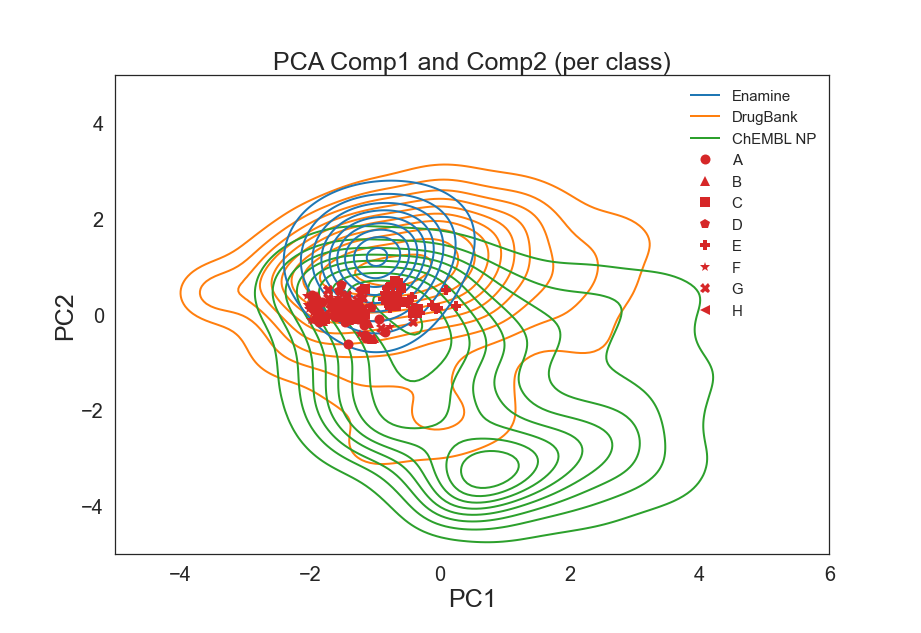 PCA Comp1 and Comp2 (per class)
Enamine
DrugBank
ChEMBL NP
A
B
C
D
E
F
G
H
4
2
0
−2
−4
PC2
−4
−2
0
2
4
6
PC1